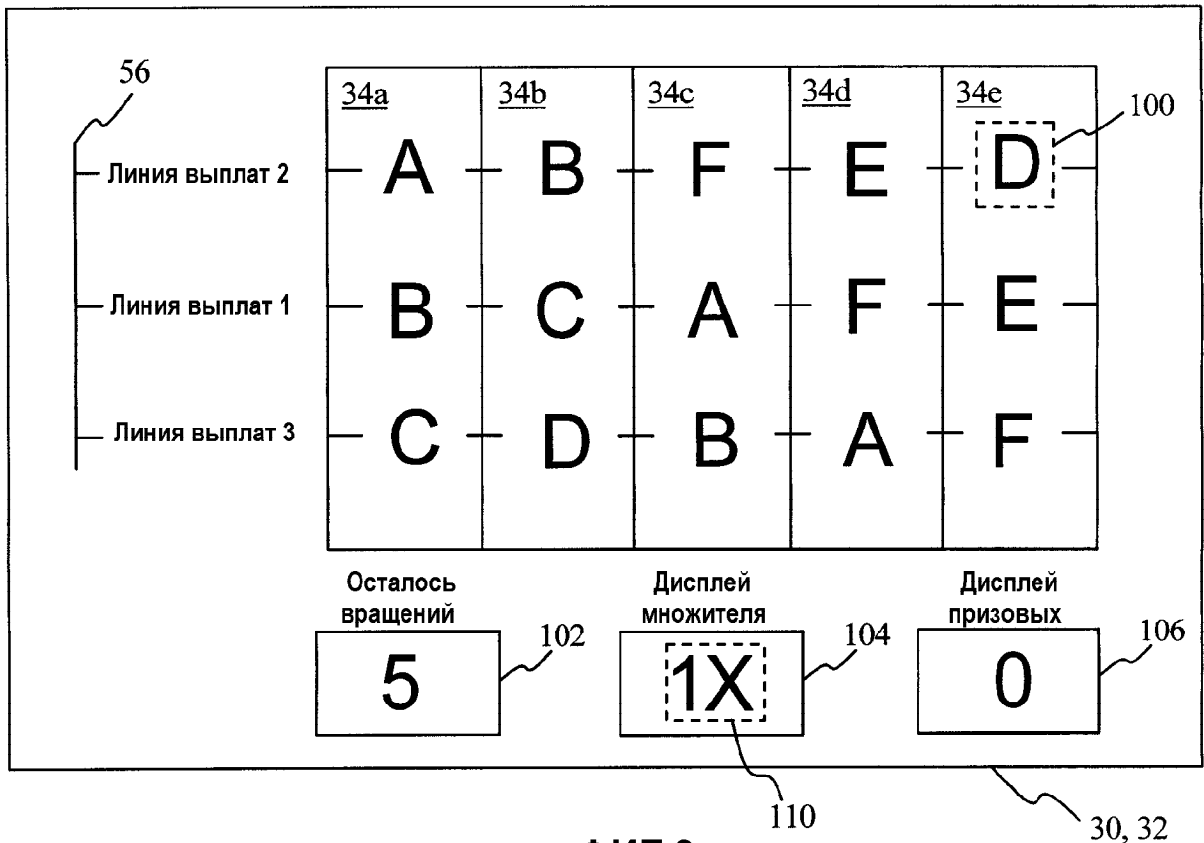 56
34a 34b 34c 34d 34e
100
Линия выплат 2 A B F E D
Линия выплат 1 B C A F E
Линия выплат 3 C D B A F
Осталось вращений
Дисплей множителя
Дисплей призовых
5 102
1X 104
0 106
110
30, 32